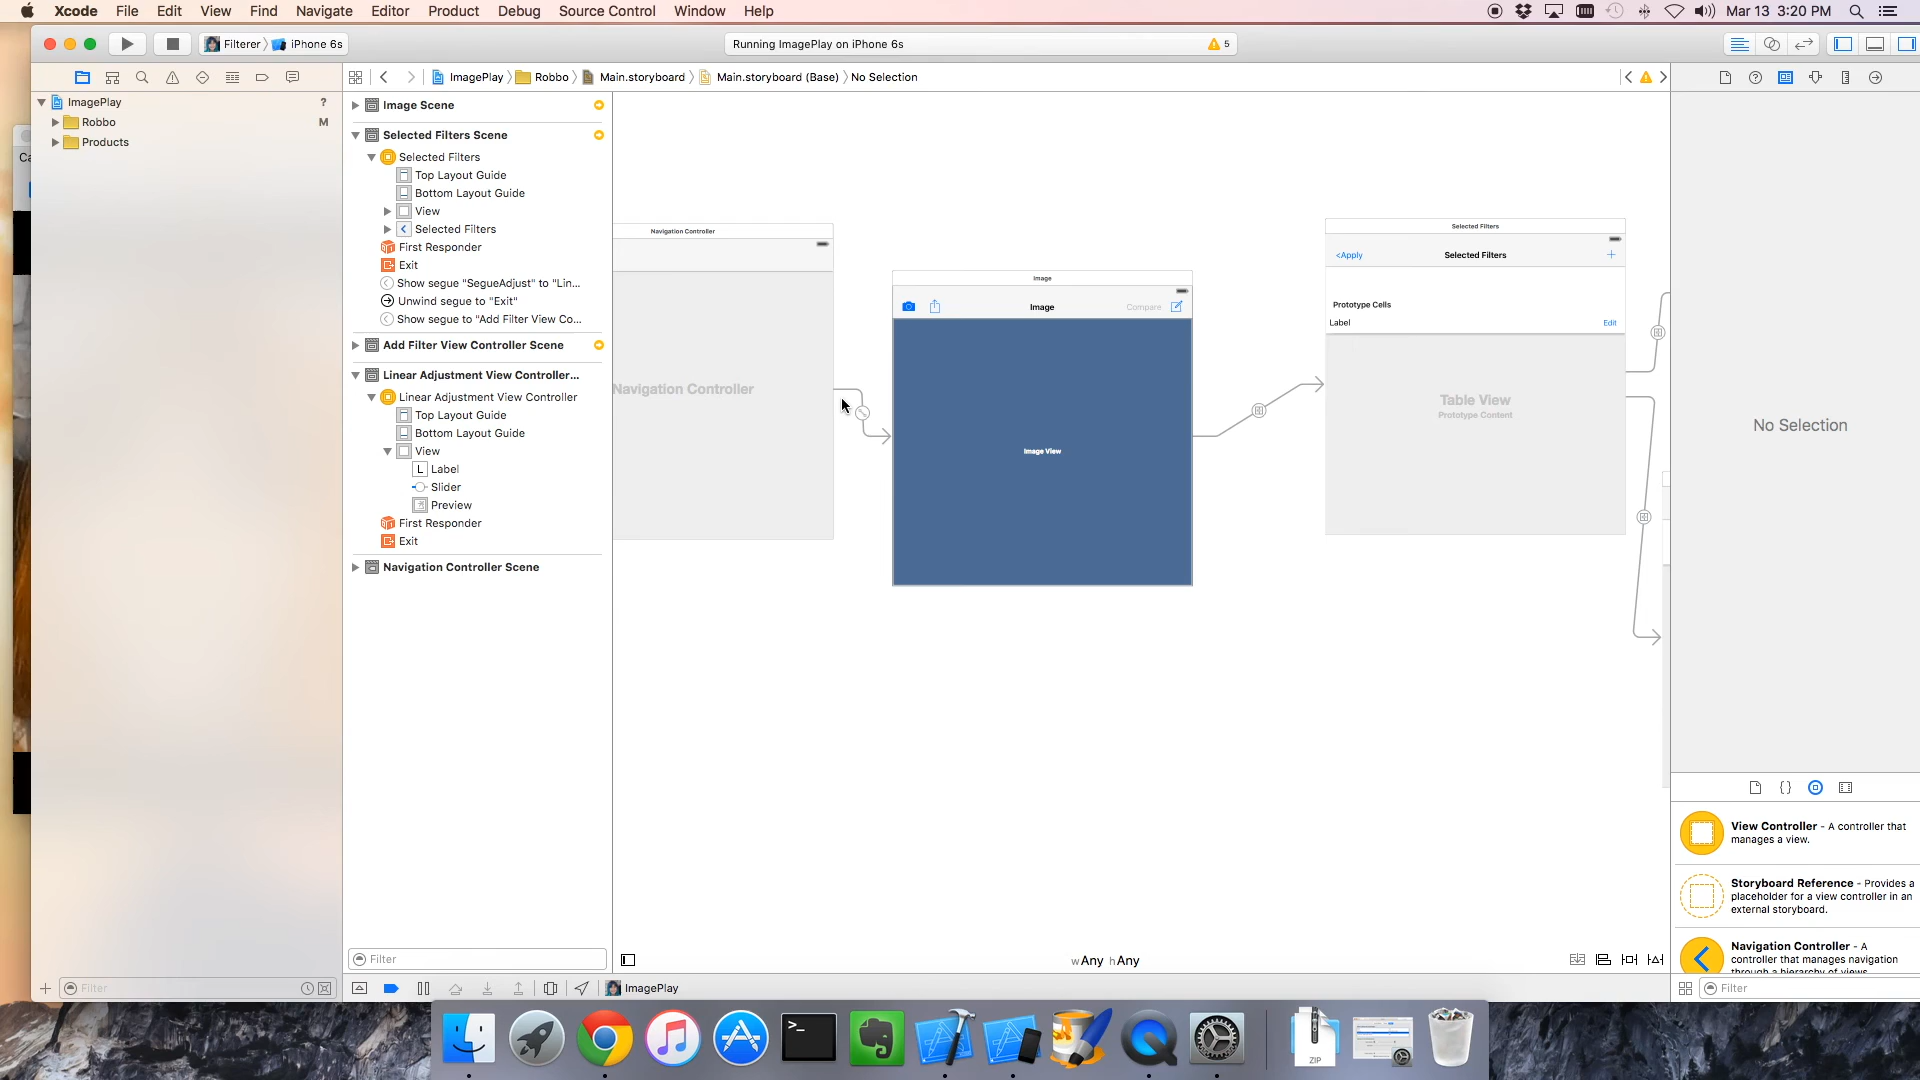 Xcode File Edit View Find Navigate Editor Product Debug Source Control Window Help
Mar 13 3:20 PM
Filterer iPhone 6s
Running ImagePlay on iPhone 6s
5
ImagePlay Robbo Main.storyboard Main.storyboard (Base) No Selection
ImagePlay ?
Robbo M
Products
Ca
Filter
Image Scene
Selected Filters Scene
Selected Filters
Top Layout Guide
Bottom Layout Guide
View
Selected Filters
First Responder
Exit
Show segue "SegueAdjust" to "Lin...
Unwind segue to "Exit"
Show segue to "Add Filter View Co...
Add Filter View Controller Scene
Linear Adjustment View Controller...
Linear Adjustment View Controller
Top Layout Guide
Bottom Layout Guide
View
L Label
Slider
Preview
First Responder
Exit
Navigation Controller Scene
Filter
Navigation Controller
Navigation Controller
Image
Image
Compare
Image View
Selected Filters
<Apply
Selected Filters
+
Prototype Cells
Label
Edit
Table View
Prototype Content
wAny hAny
ImagePlay
No Selection
View Controller - A controller that
manages a view.
Storyboard Reference - Provides a
placeholder for a view controller in an
external storyboard.
Navigation Controller - A
controller that manages navigation
through a hierarchy of views.
Filter
ZIP